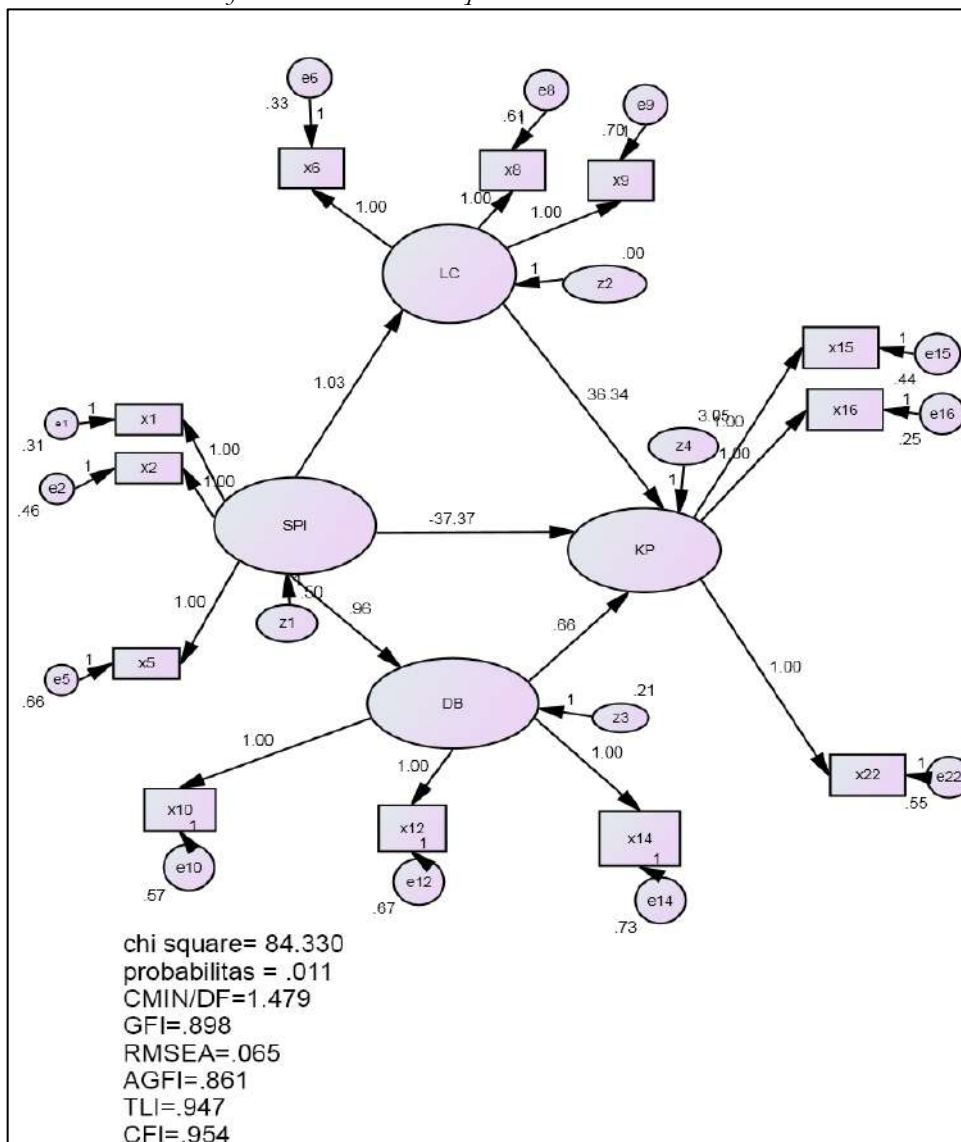 e6
.33
1
x6
1.00
e8
.61
1
x8
1.00
e9
.70
1
x9
1.00
LC
.00
1
z2
1.03
36.34
x15
1
e15
.44
1.00
x16
1
e16
.25
1.00
3.05
z4
1
e1
1
x1
.31
1.00
e2
1
x2
.46
1.00
SPI
-37.37
KP
1.00
.50
z1
.96
.66
e5
1
x5
.66
DB
1
.21
z3
1.00
1.00
1.00
1.00
x22
1
e22
.55
x10
1
e10
.57
x12
1
e12
.67
x14
1
e14
.73
chi square= 84.330
probabilitas = .011
CMIN/DF=1.479
GFI=.898
RMSEA=.065
AGFI=.861
TLI=.947
CFI=.954